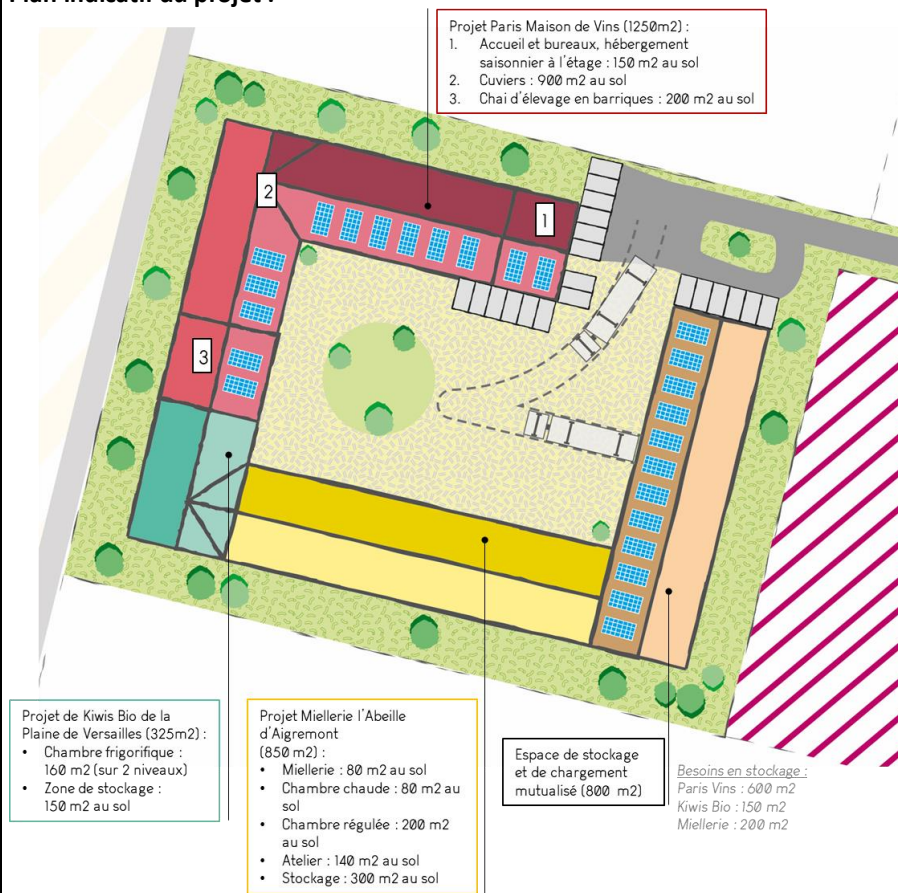 Plan indicatif du projet :
Projet Paris Maison de Vins (1250m2) :
1. Accueil et bureaux, hébergement
saisonnier à l'étage : 150 m2 au sol
2. Cuviers : 900 m2 au sol
3. Chai d'élevage en barriques : 200 m2 au sol
2
1
3
Projet de Kiwis Bio de la
Plaine de Versailles (325m2) :
• Chambre frigorifique :
160 m2 (sur 2 niveaux)
• Zone de stockage :
150 m2 au sol
Projet Miellerie l'Abeille
d'Aigremont
(850 m2) :
• Miellerie : 80 m2 au sol
• Chambre chaude : 80 m2 au
sol
• Chambre régulée : 200 m2
au sol
• Atelier : 140 m2 au sol
• Stockage : 300 m2 au sol
Espace de stockage
et de chargement
mutualisé (800 m2)
Besoins en stockage :
Paris Vins : 600 m2
Kiwis Bio : 150 m2
Miellerie : 200 m2